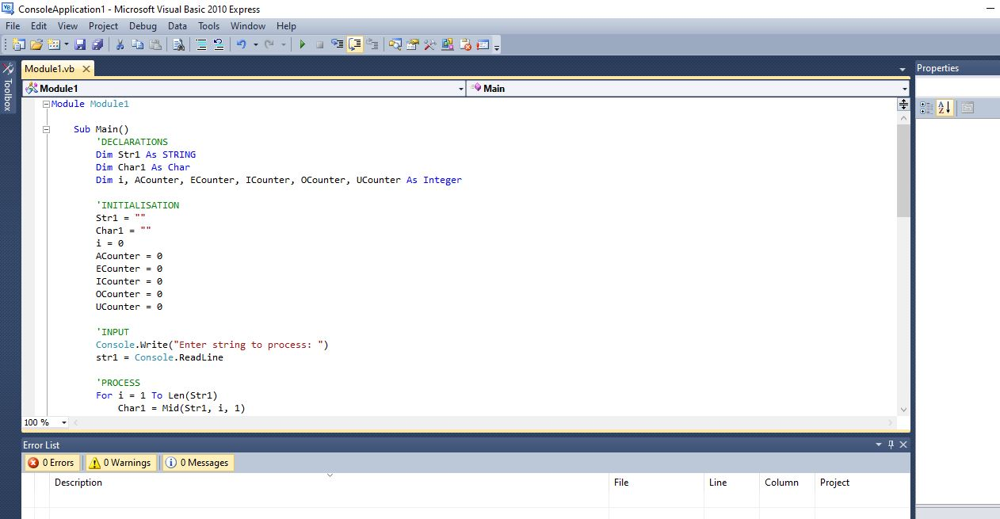 ConsoleApplication1 - Microsoft Visual Basic 2010 Express
File Edit View Project Debug Data Tools Window Help
Toolbox
Module1.vb
Properties
Module1 Main
Module Module1
Sub Main()
'DECLARATIONS
Dim Str1 As STRING
Dim Char1 As Char
Dim i, ACounter, ECounter, ICounter, OCounter, UCounter As Integer
'INITIALISATION
Str1 = ""
Char1 = ""
i = 0
ACounter = 0
ECounter = 0
ICounter = 0
OCounter = 0
UCounter = 0
'INPUT
Console.Write("Enter string to process: ")
str1 = Console.ReadLine
'PROCESS
For i = 1 To Len(Str1)
Char1 = Mid(Str1, i, 1)
100 %
Error List
0 Errors 0 Warnings 0 Messages
Description File Line Column Project